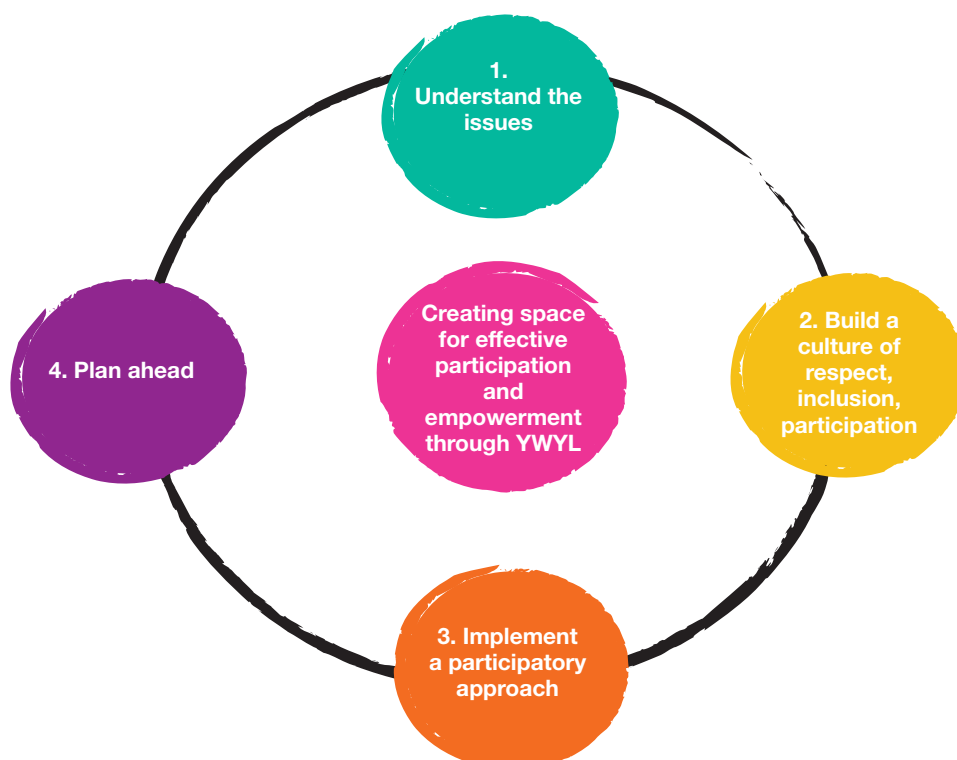 1.
Understand the
issues
Creating space
for effective
participation
and
empowerment
through YWYL
2. Build a
culture of
respect,
inclusion,
participation
4. Plan ahead
3. Implement
a participatory
approach